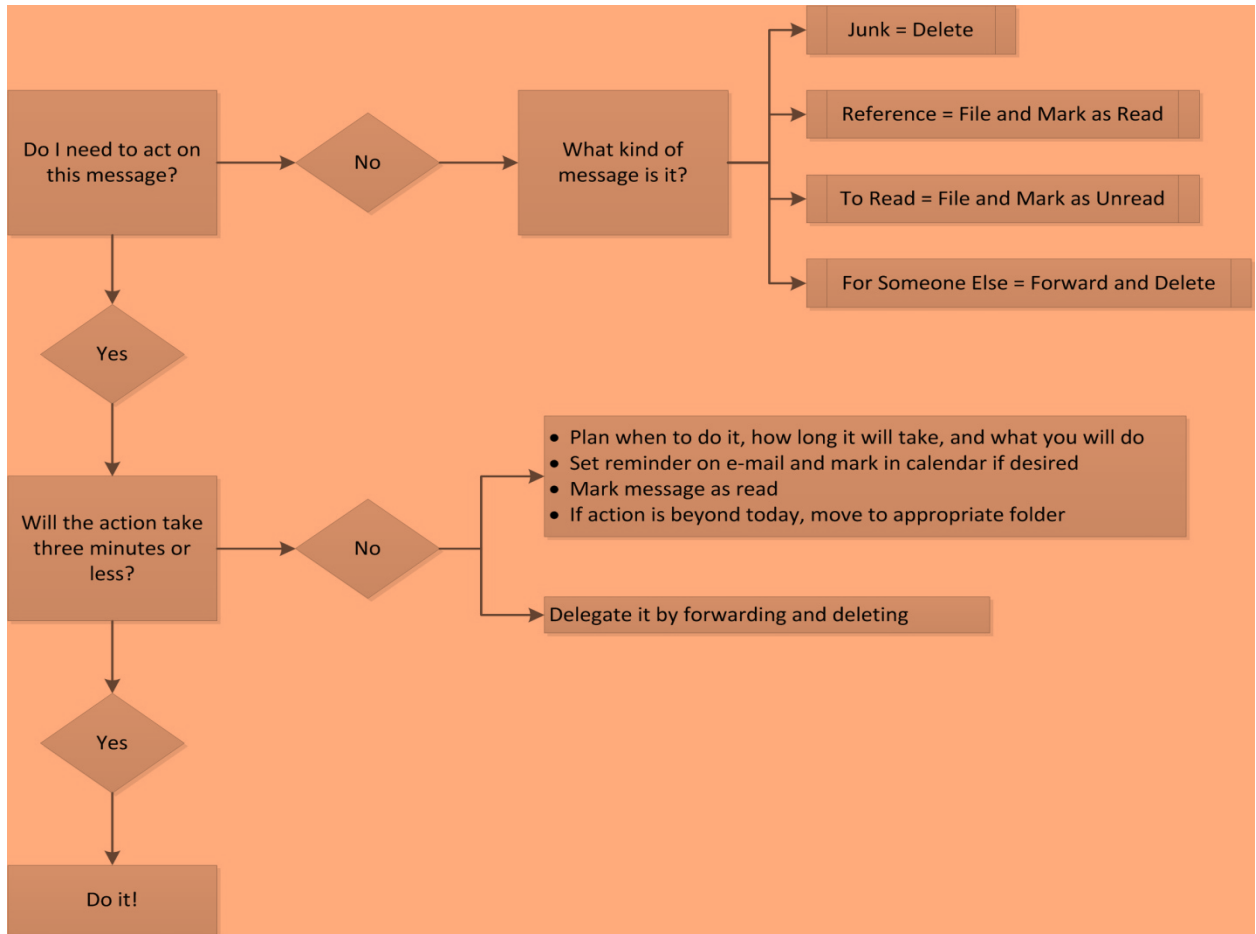 Junk = Delete
Do I need to act on
this message?
No
What kind of
message is it?
Reference = File and Mark as Read
To Read = File and Mark as Unread
For Someone Else = Forward and Delete
Yes
Will the action take
three minutes or
less?
No
• Plan when to do it, how long it will take, and what you will do
• Set reminder on e-mail and mark in calendar if desired
• Mark message as read
• If action is beyond today, move to appropriate folder
Delegate it by forwarding and deleting
Yes
Do it!